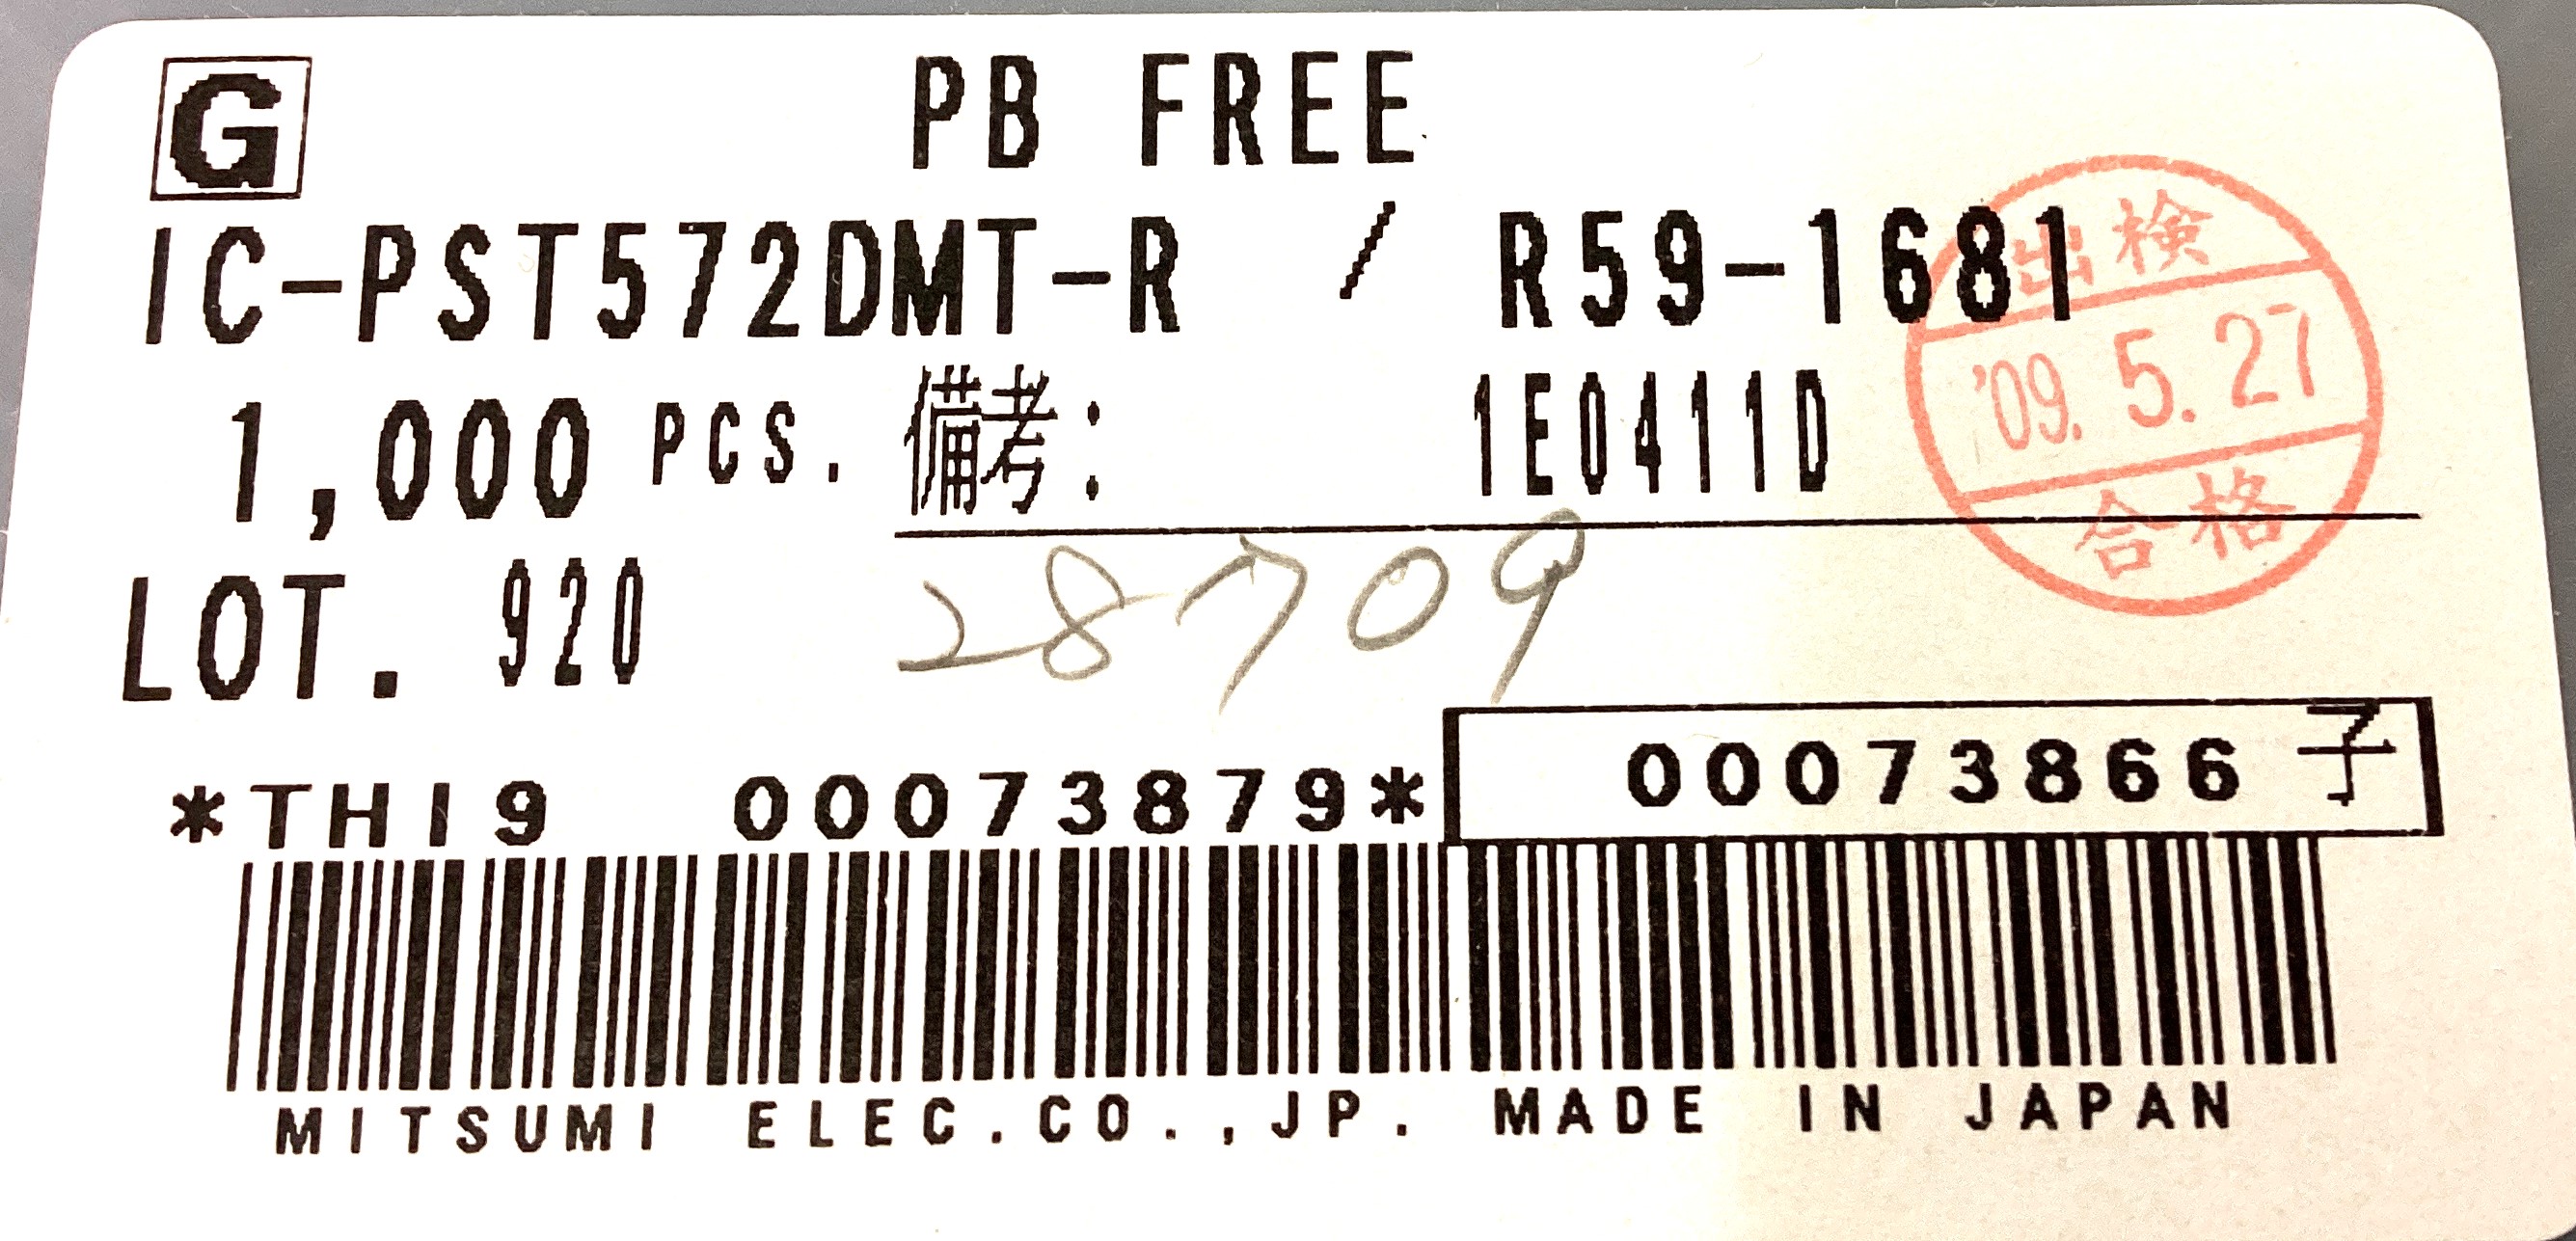 G PB FREE
IC-PST572DMT-R / R59-1681
出検
'09. 5. 27
合格
1,000 PCS. 備考: 1E0411D
LOT. 920 28709
*THI9 00073879* 00073866 子
MITSUMI ELEC.CO.,JP. MADE IN JAPAN